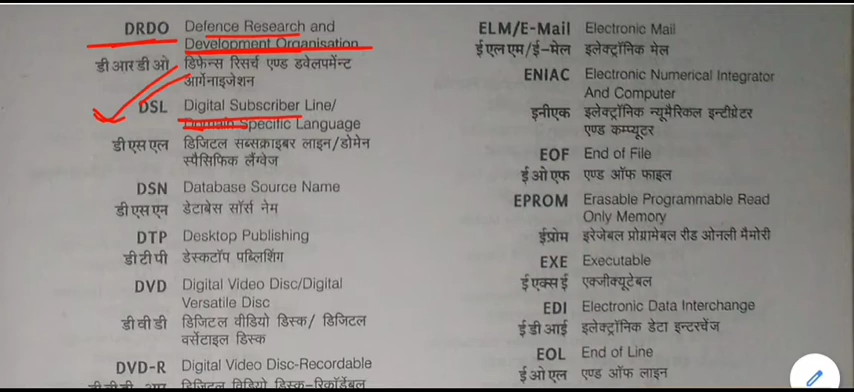 DRDO Defence Research and
Development Organisation
डी आर डी ओ डिफेन्स रिसर्च एण्ड डवेलपमेंन्ट
आर्गेनाइजेशन
DSL Digital Subscriber Line/
Domain Specific Language
डी एस एल डिजिटल सब्सक्राइबर लाइन/डोमेन
स्पैसिफिक लैंग्वेज
DSN Database Source Name
डी एस एन डेटाबेस सॉर्स नेम
DTP Desktop Publishing
डी टी पी डेस्कटॉप पब्लिशिंग
DVD Digital Video Disc/Digital
Versatile Disc
डी वी डी डिजिटल वीडियो डिस्क/ डिजिटल
वर्सेटाइल डिस्क
DVD-R Digital Video Disc-Recordable
डिजिटल विडियो डिस्क-रिकॉर्डेबल
ELM/E-Mail Electronic Mail
ई एल एम/ई-मेल इलेक्ट्रॉनिक मेल
ENIAC Electronic Numerical Integrator
And Computer
इनीएक इलेक्ट्रॉनिक न्यूमैरिकल इन्टीग्रेटर
एण्ड कम्प्यूटर
EOF End of File
ई ओ एफ एण्ड ऑफ फाइल
EPROM Erasable Programmable Read
Only Memory
ईप्रोम इरेजेबल प्रोग्रामेबल रीड ओनली मैमोरी
EXE Executable
ई एक्स ई एक्जीक्यूटेबल
EDI Electronic Data Interchange
ई डी आई इलेक्ट्रॉनिक डेटा इन्टरचेंज
EOL End of Line
ई ओ एल एण्ड ऑफ लाइन